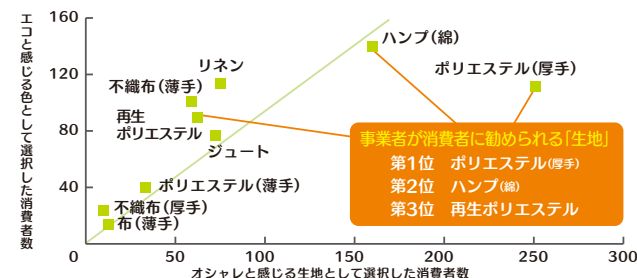 エコと感じる色として選択した消費者数
160
120
80
40
0
50
100
150
200
250
300
オシャレと感じる生地として選択した消費者数
ハンプ（綿）
リネン
ポリエステル（厚手）
不織布（薄手）
再生
ポリエステル
ジュート
ポリエステル（薄手）
不織布（厚手）
布（薄手）
事業者が消費者に勧められる「生地」
第1位 ポリエステル（厚手）
第2位 ハンプ（綿）
第3位 再生ポリエステル